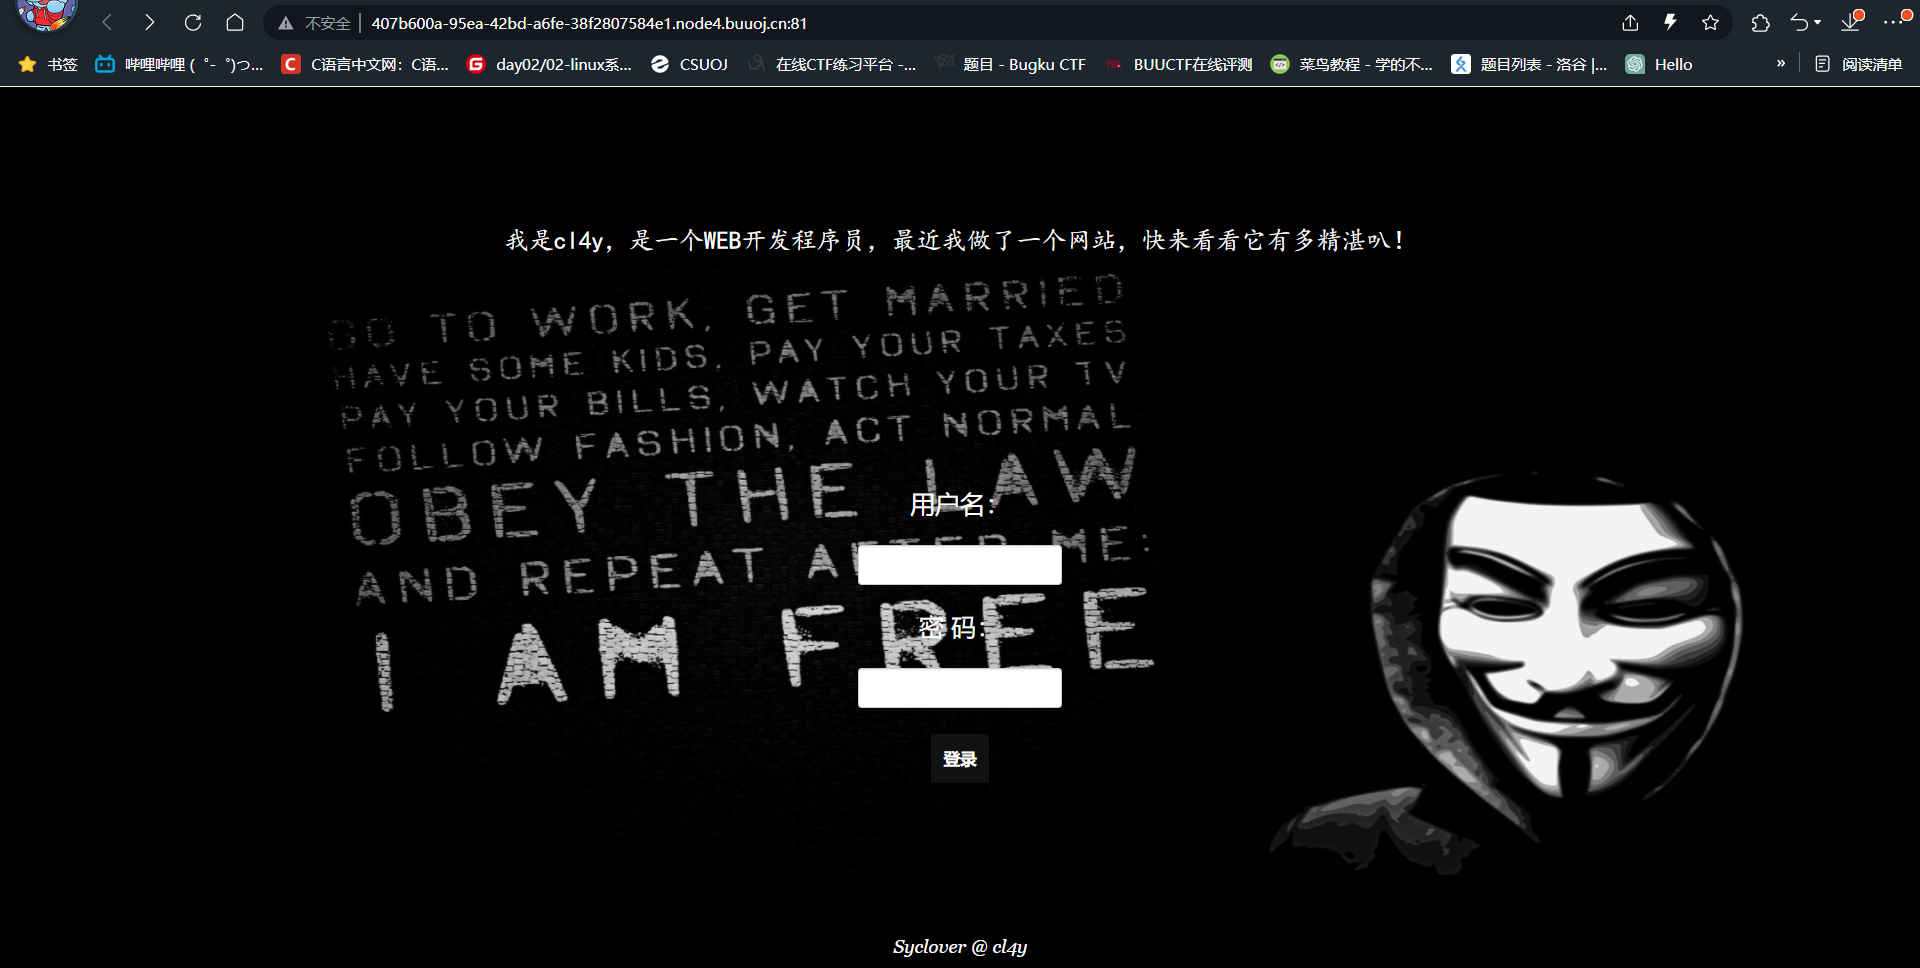 不安全 407b600a-95ea-42bd-a6fe-38f2807584e1.node4.buuoj.cn:81
书签 哔哩哔哩 (゜-゜)つ... C语言中文网：C语... day02/02-linux系... CSUOJ 在线CTF练习平台 -... 题目 - Bugku CTF BUUCTF在线评测 菜鸟教程 - 学的不... 题目列表 - 洛谷 |... Hello » 阅读清单
我是cl4y，是一个WEB开发程序员，最近我做了一个网站，快来看看它有多精湛叭！
GO TO WORK, GET MARRIED
HAVE SOME KIDS, PAY YOUR TAXES
PAY YOUR BILLS, WATCH YOUR TV
FOLLOW FASHION, ACT NORMAL
OBEY THE LAW
AND REPEAT AFTER ME:
I AM FREE
用户名：
密 码：
登录
Syclover @ cl4y